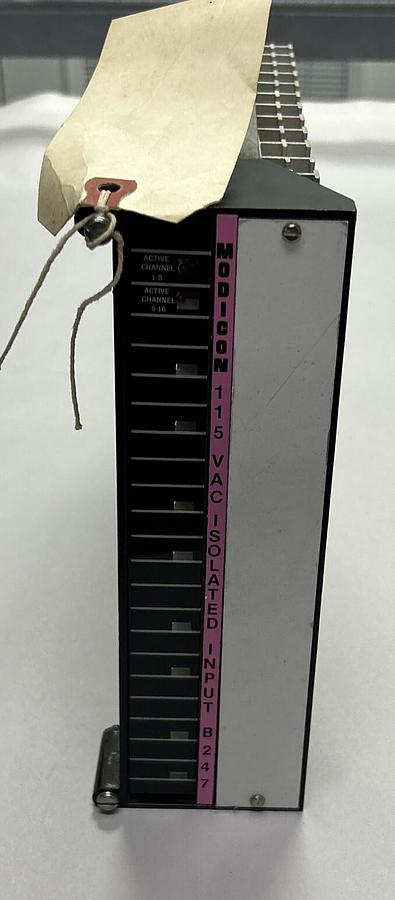 ACTIVE
CHANNEL
1-8
ACTIVE
CHANNEL
9-16
MODICON 115 VAC ISOLATED INPUT B247